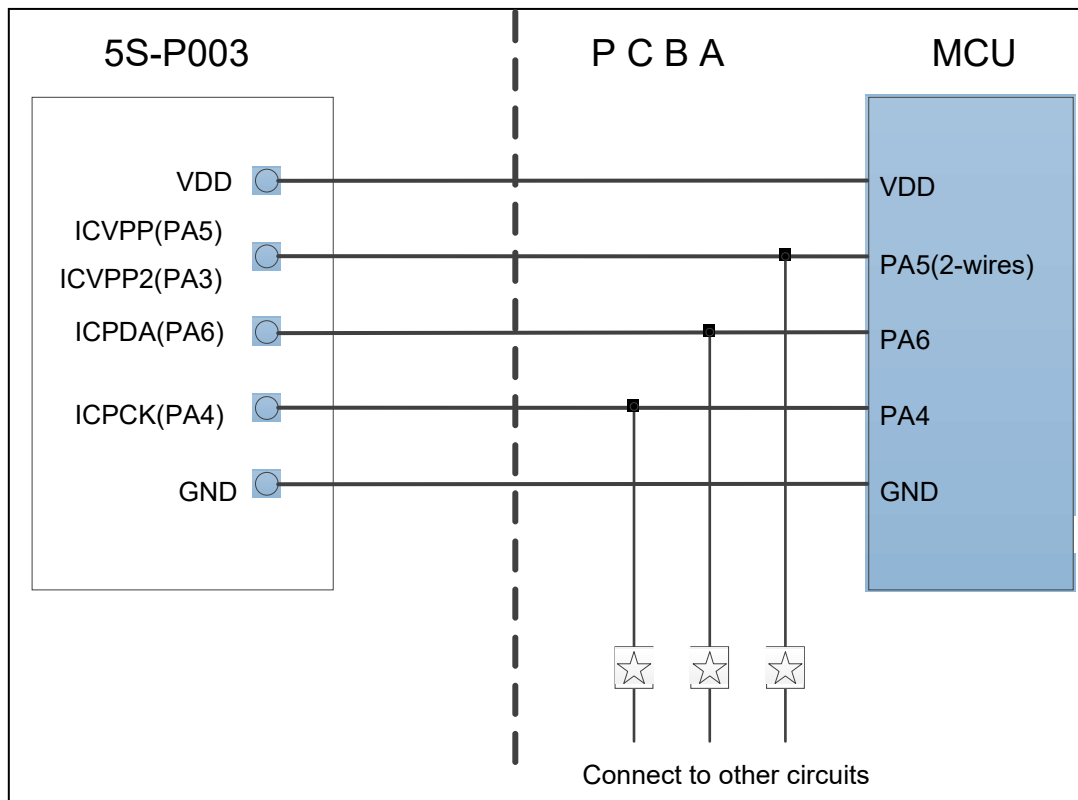 5S-P003
P C B A
MCU
VDD
VDD
ICVPP(PA5)
ICVPP2(PA3)
PA5(2-wires)
ICPDA(PA6)
PA6
ICPCK(PA4)
PA4
GND
GND
Connect to other circuits